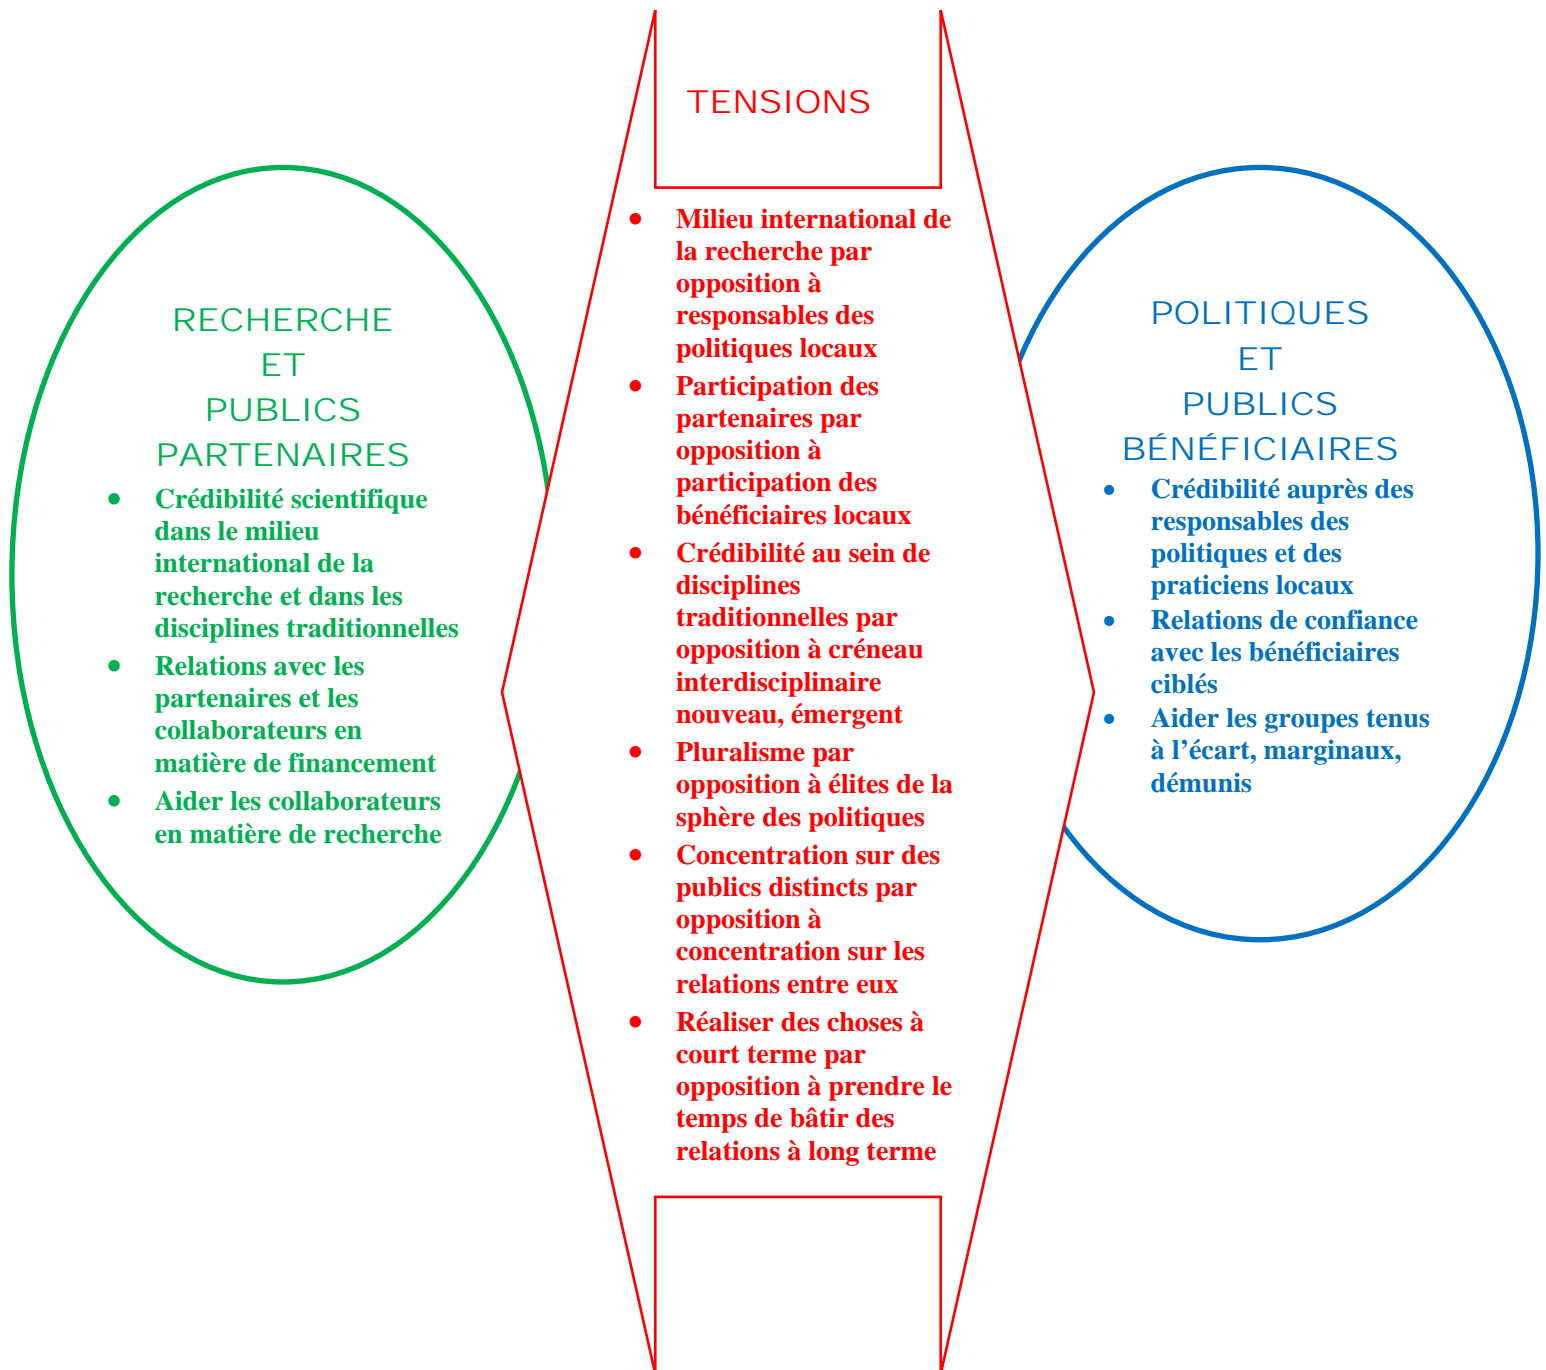 TENSIONS
• Milieu international de
la recherche par
opposition à
responsables des
politiques locaux
• Participation des
partenaires par
opposition à
participation des
bénéficiaires locaux
• Crédibilité au sein de
disciplines
traditionnelles par
opposition à créneau
interdisciplinaire
nouveau, émergent
• Pluralisme par
opposition à élites de la
sphère des politiques
• Concentration sur des
publics distincts par
opposition à
concentration sur les
relations entre eux
• Réaliser des choses à
court terme par
opposition à prendre le
temps de bâtir des
relations à long terme
RECHERCHE
ET
PUBLICS
PARTENAIRES
• Crédibilité scientifique
dans le milieu
international de la
recherche et dans les
disciplines traditionnelles
• Relations avec les
partenaires et les
collaborateurs en
matière de financement
• Aider les collaborateurs
en matière de recherche
POLITIQUES
ET
PUBLICS
BÉNÉFICIAIRES
• Crédibilité auprès des
responsables des
politiques et des
praticiens locaux
• Relations de confiance
avec les bénéficiaires
ciblés
• Aider les groupes tenus
à l’écart, marginaux,
démunis